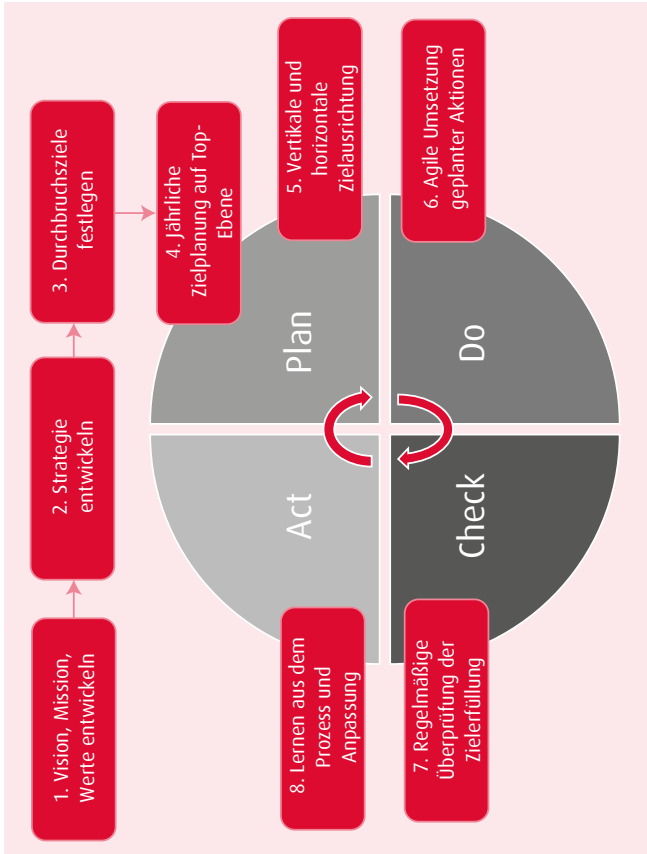 1. Vision, Mission,
Werte entwickeln
2. Strategie
entwickeln
3. Durchbruchsziele
festlegen
4. Jährliche
Zielplanung auf Top-
Ebene
5. Vertikale und
horizontale
Zielausrichtung
6. Agile Umsetzung
geplanter Aktionen
7. Regelmäßige
Überprüfung der
Zielerfüllung
8. Lernen aus dem
Prozess und
Anpassung
Act
Plan
Check
Do